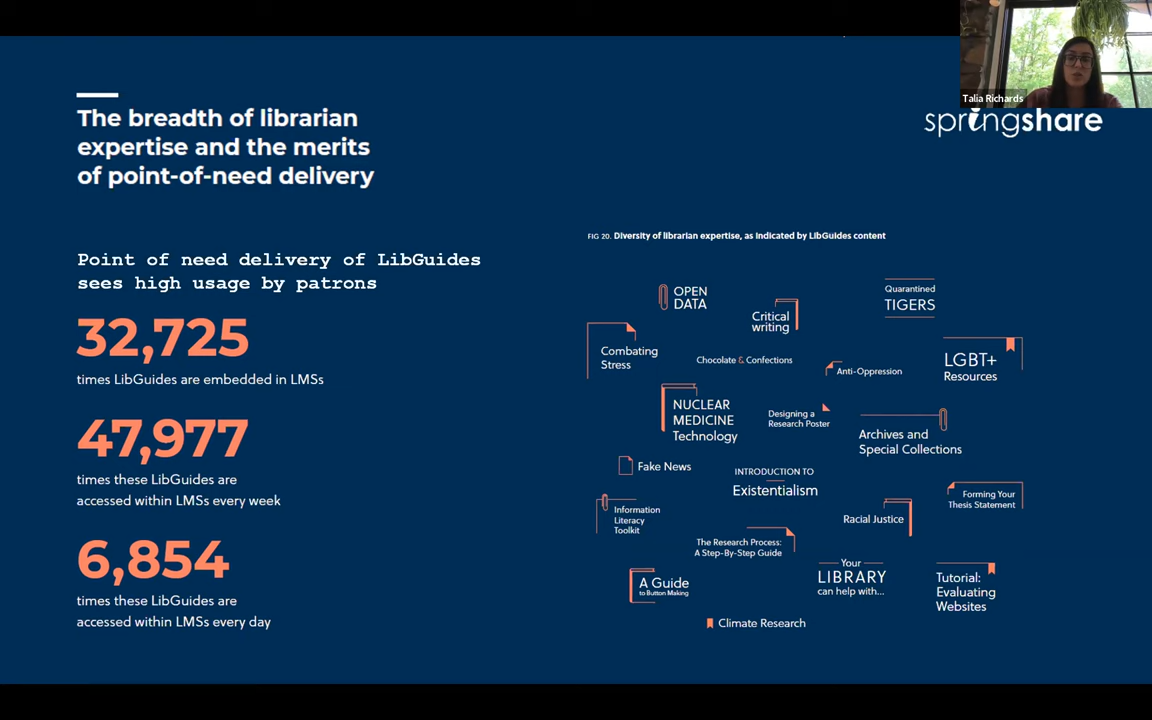 Talia Richards
springshare
The breadth of librarian
expertise and the merits
of point-of-need delivery
Point of need delivery of LibGuides
sees high usage by patrons
32,725
times LibGuides are embedded in LMSs
47,977
times these LibGuides are
accessed within LMSs every week
6,854
times these LibGuides are
accessed within LMSs every day
FIG 20. Diversity of librarian expertise, as indicated by LibGuides content
OPEN
DATA
Critical
writing
Quarantined
TIGERS
Combating
Stress
Chocolate & Confections
Anti-Oppression
LGBT+
Resources
NUCLEAR
MEDICINE
Technology
Designing a
Research Poster
Archives and
Special Collections
Fake News
INTRODUCTION TO
Existentialism
Information
Literacy
Toolkit
Racial Justice
Forming Your
Thesis Statement
The Research Process:
A Step-By-Step Guide
A Guide
to Button Making
Your
LIBRARY
can help with...
Tutorial:
Evaluating
Websites
Climate Research